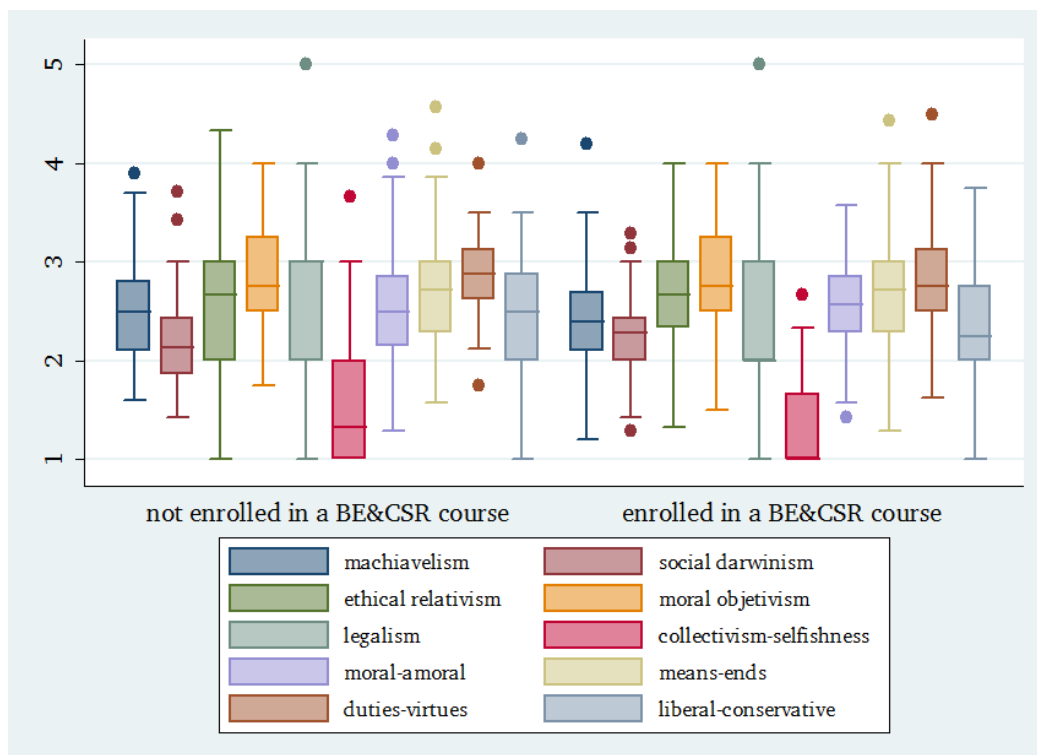 5
4
3
2
1
not enrolled in a BE&CSR course
enrolled in a BE&CSR course
machiavelism
social darwinism
ethical relativism
moral objetivism
legalism
collectivism-selfishness
moral-amoral
means-ends
duties-virtues
liberal-conservative